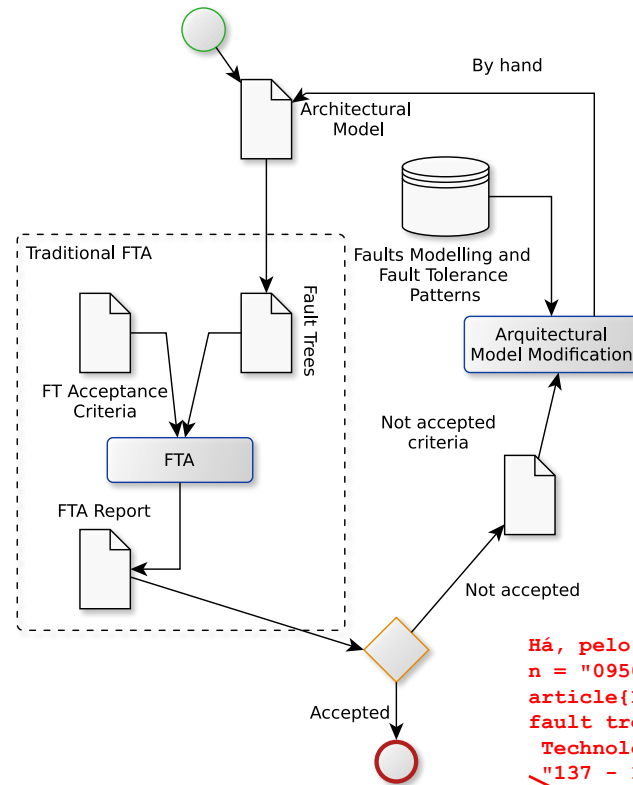 By hand
Architectural
Model
Traditional FTA
Faults Modelling and
Fault Tolerance
Patterns
Fault Trees
Arquitectural
Model Modification
FT Acceptance
Criteria
Not accepted
criteria
FTA
FTA Report
Not accepted
Accepted
Há, pelo
n = "095
article{
fault tre
Technolo
"137 -